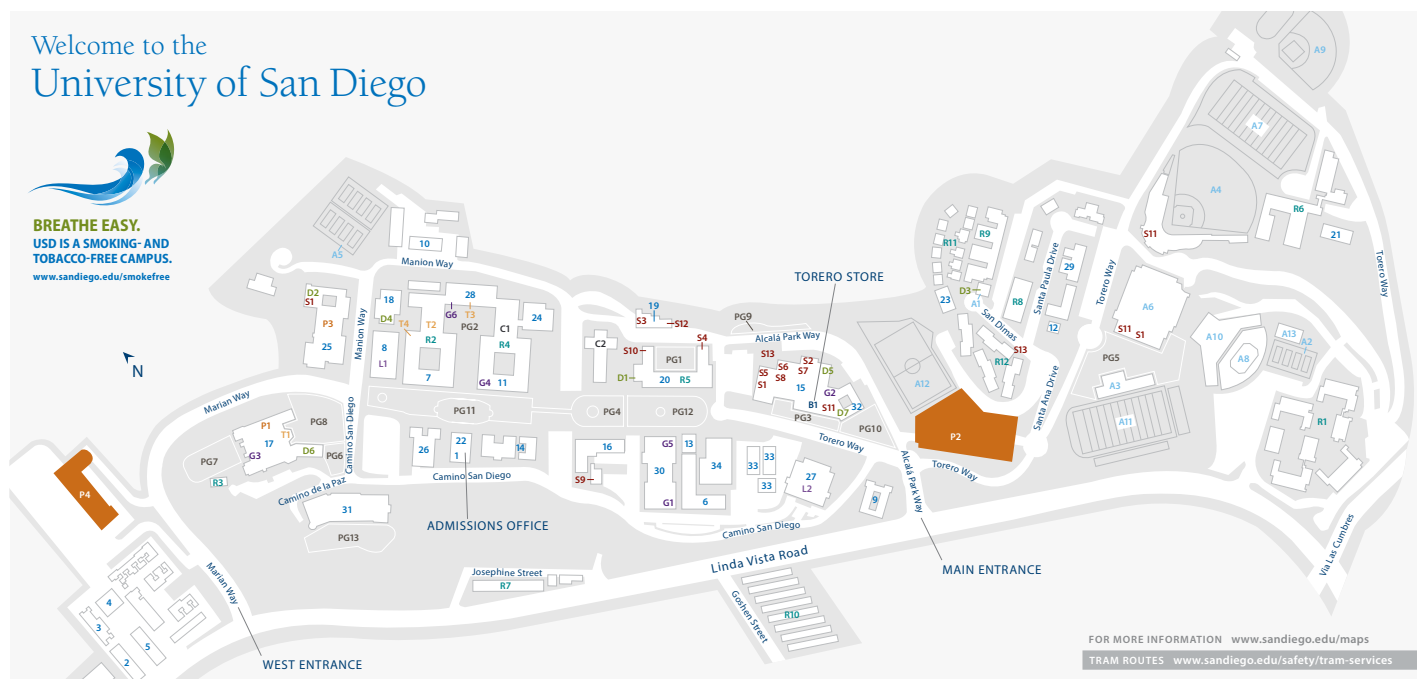 Welcome to the
University of San Diego
BREATHE EASY.
USD IS A SMOKING- AND
TOBACCO-FREE CAMPUS.
www.sandiego.edu/smokefree
N
A9
A7
A4
R6
21
S11
Torero Way
A5
10
Manion Way
D2
S1
P3
25
Manion Way
18
D4
T4
8
L1
28
G6
T3
T2
PG2
R2
7
C1
R4
G4
11
24
C2
19
S3
S12
S4
S10
PG1
D1
20
R5
TORERO STORE
PG9
Alcalá Park Way
S13
S2
S6
S7
D5
S5
S8
S1
15
G2
B1
S11
D7
32
PG3
PG10
A12
R11
R9
D3
A1
23
San Dimas
R8
Santa Paula Drive
29
12
S13
R12
Torero Way
A6
S11
S1
PG5
A3
A11
Santa Ana Drive
A10
A8
A13
A2
R1
Marian Way
P1
T1
17
G3
D6
PG8
PG7
PG6
R3
Camino San Diego
Camino de la Paz
31
PG13
PG11
PG4
PG12
26
22
1
14
Camino San Diego
ADMISSIONS OFFICE
16
S9
G5
13
30
G1
34
6
33
33
33
27
L2
Torero Way
Camino San Diego
9
Alcalá Park Way
P2
Torero Way
MAIN ENTRANCE
Linda Vista Road
Josephine Street
R7
Goshen Street
R10
Via Las Cumbres
P4
4
3
5
2
Marian Way
WEST ENTRANCE
FOR MORE INFORMATION www.sandiego.edu/maps
TRAM ROUTES www.sandiego.edu/safety/tram-services